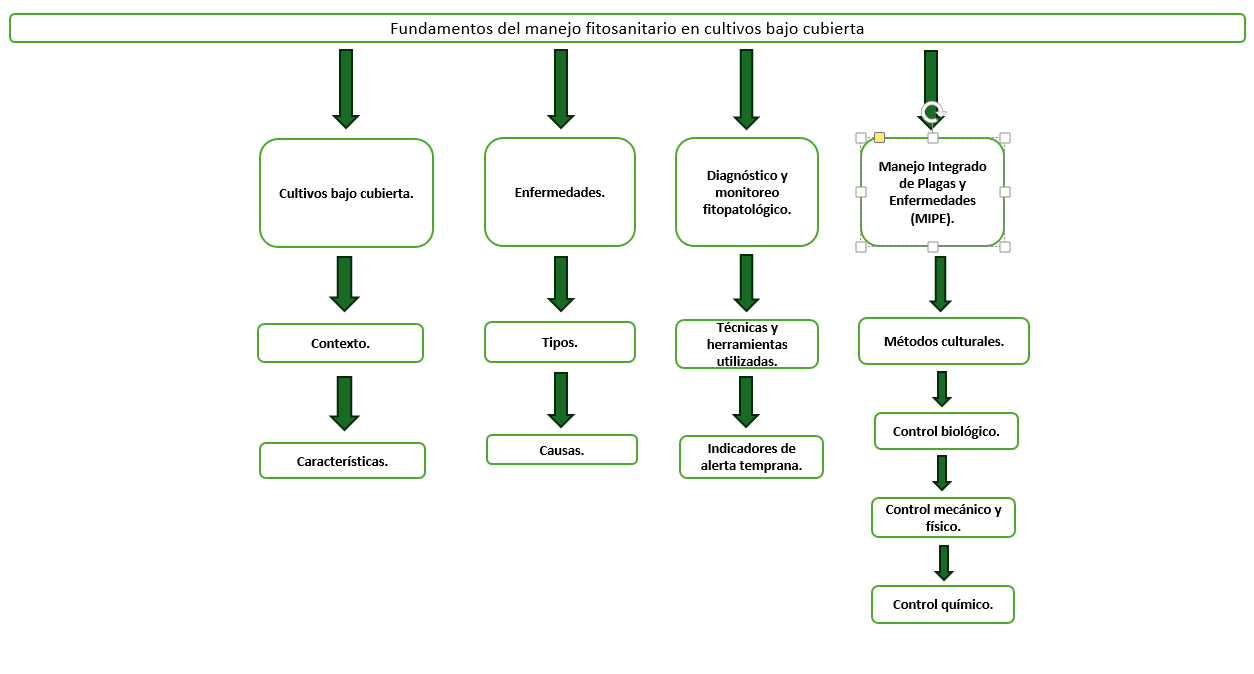 Fundamentos del manejo fitosanitario en cultivos bajo cubierta
Cultivos bajo cubierta.
Contexto.
Características.
Enfermedades.
Tipos.
Causas.
Diagnóstico y
monitoreo
fitopatológico.
Técnicas y
herramientas
utilizadas.
Indicadores de
alerta temprana.
Manejo Integrado
de Plagas y
Enfermedades
(MIPE).
Métodos culturales.
Control biológico.
Control mecánico y
físico.
Control químico.